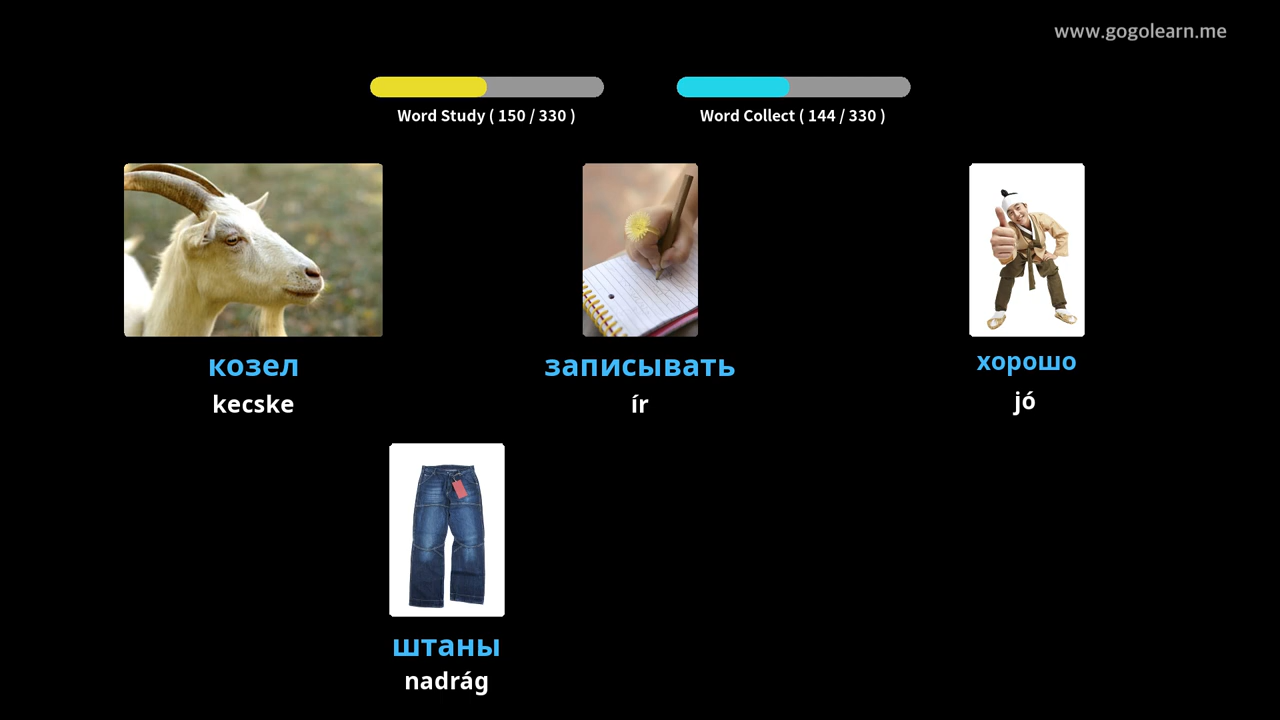 www.gogolearn.me
Word Study ( 150 / 330 )
Word Collect ( 144 / 330 )
козел
kecske
записывать
ír
хорошо
jó
штаны
nadrág